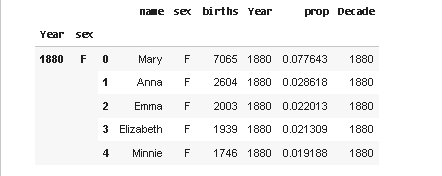 name sex births Year prop Decade
Year sex
1880 F 0 Mary F 7065 1880 0.077643 1880
1 Anna F 2604 1880 0.028618 1880
2 Emma F 2003 1880 0.022013 1880
3 Elizabeth F 1939 1880 0.021309 1880
4 Minnie F 1746 1880 0.019188 1880